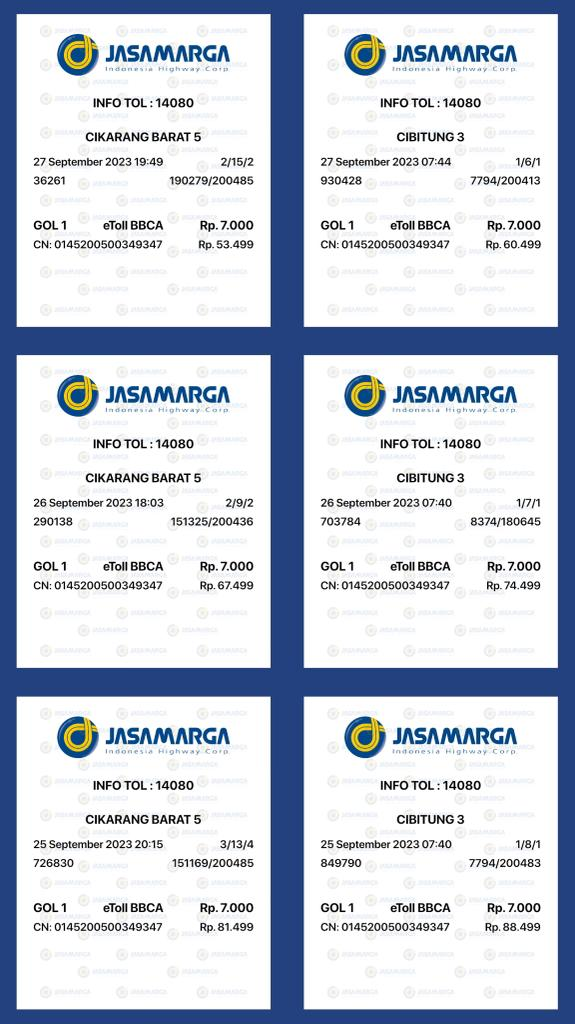 JASAMARGA
Indonesia Highway Corp.
INFO TOL : 14080
CIKARANG BARAT 5
27 September 2023 19:49 2/15/2
36261 190279/200485
GOL 1 eToll BBCA Rp. 7.000
CN: 0145200500349347 Rp. 53.499
JASAMARGA
Indonesia Highway Corp.
INFO TOL : 14080
CIBITUNG 3
27 September 2023 07:44 1/6/1
930428 7794/200413
GOL 1 eToll BBCA Rp. 7.000
CN: 0145200500349347 Rp. 60.499
JASAMARGA
Indonesia Highway Corp.
INFO TOL : 14080
CIKARANG BARAT 5
26 September 2023 18:03 2/9/2
290138 151325/200436
GOL 1 eToll BBCA Rp. 7.000
CN: 0145200500349347 Rp. 67.499
JASAMARGA
Indonesia Highway Corp.
INFO TOL : 14080
CIBITUNG 3
26 September 2023 07:40 1/7/1
703784 8374/180645
GOL 1 eToll BBCA Rp. 7.000
CN: 0145200500349347 Rp. 74.499
JASAMARGA
Indonesia Highway Corp.
INFO TOL : 14080
CIKARANG BARAT 5
25 September 2023 20:15 3/13/4
726830 151169/200485
GOL 1 eToll BBCA Rp. 7.000
CN: 0145200500349347 Rp. 81.499
JASAMARGA
Indonesia Highway Corp.
INFO TOL : 14080
CIBITUNG 3
25 September 2023 07:40 1/8/1
849790 7794/200483
GOL 1 eToll BBCA Rp. 7.000
CN: 0145200500349347 Rp. 88.499